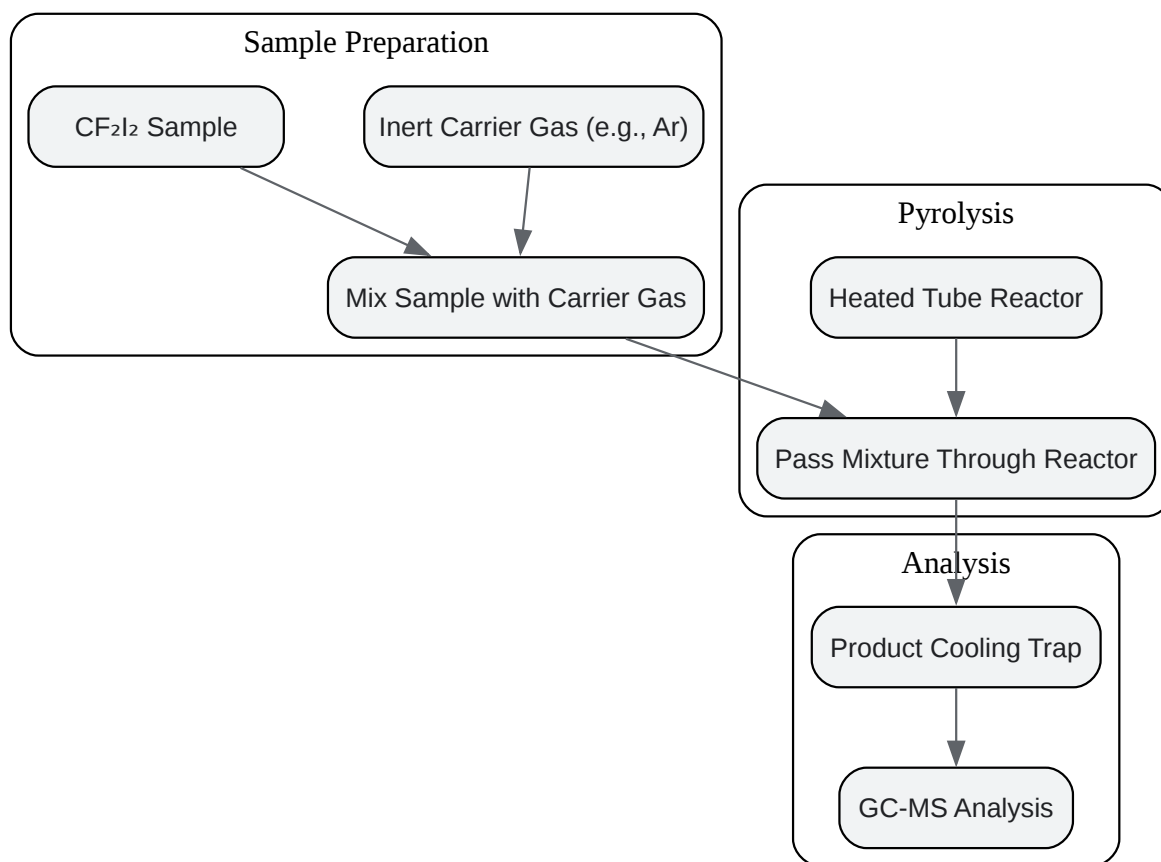 Sample Preparation
CF₂I₂ Sample
Inert Carrier Gas (e.g., Ar)
Mix Sample with Carrier Gas
Pyrolysis
Heated Tube Reactor
Pass Mixture Through Reactor
Analysis
Product Cooling Trap
GC-MS Analysis